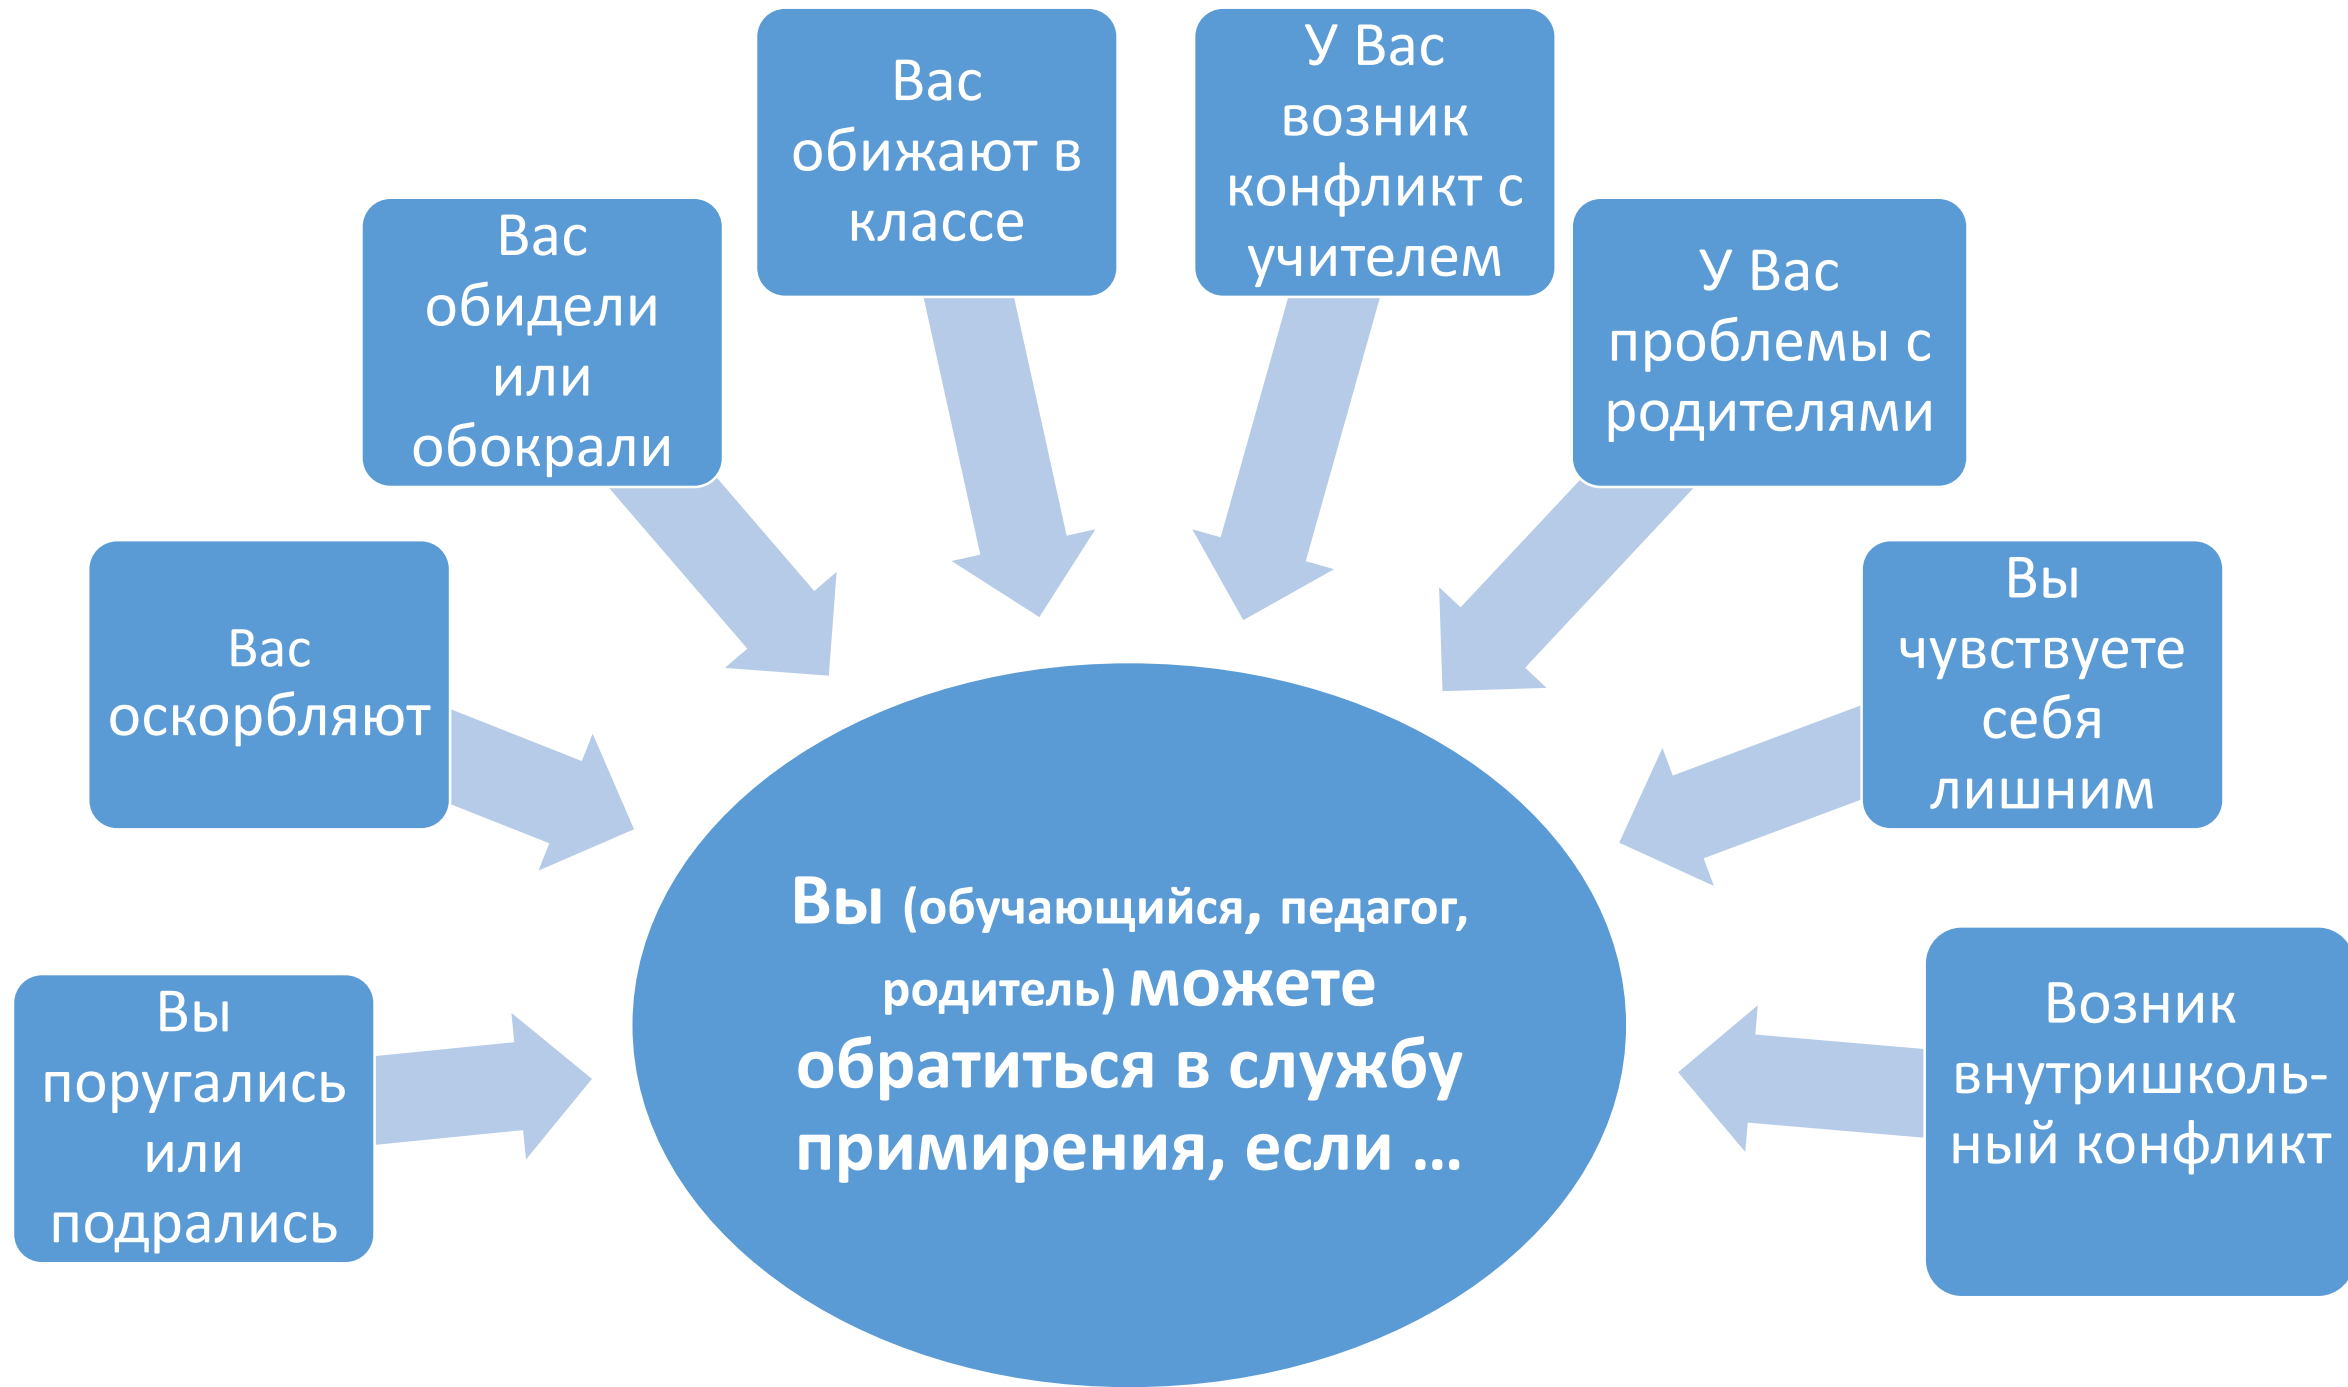 Вы
поругались
или
подрались
Вас
оскорбляют
Вас
обидели
или
обокрали
Вас
обижают в
классе
У Вас
возник
конфликт с
учителем
У Вас
проблемы с
родителями
Вы
чувствуете
себя
лишним
Возник
внутришколь-
ный конфликт
Вы (обучающийся, педагог,
родитель) можете
обратиться в службу
примирения, если ...